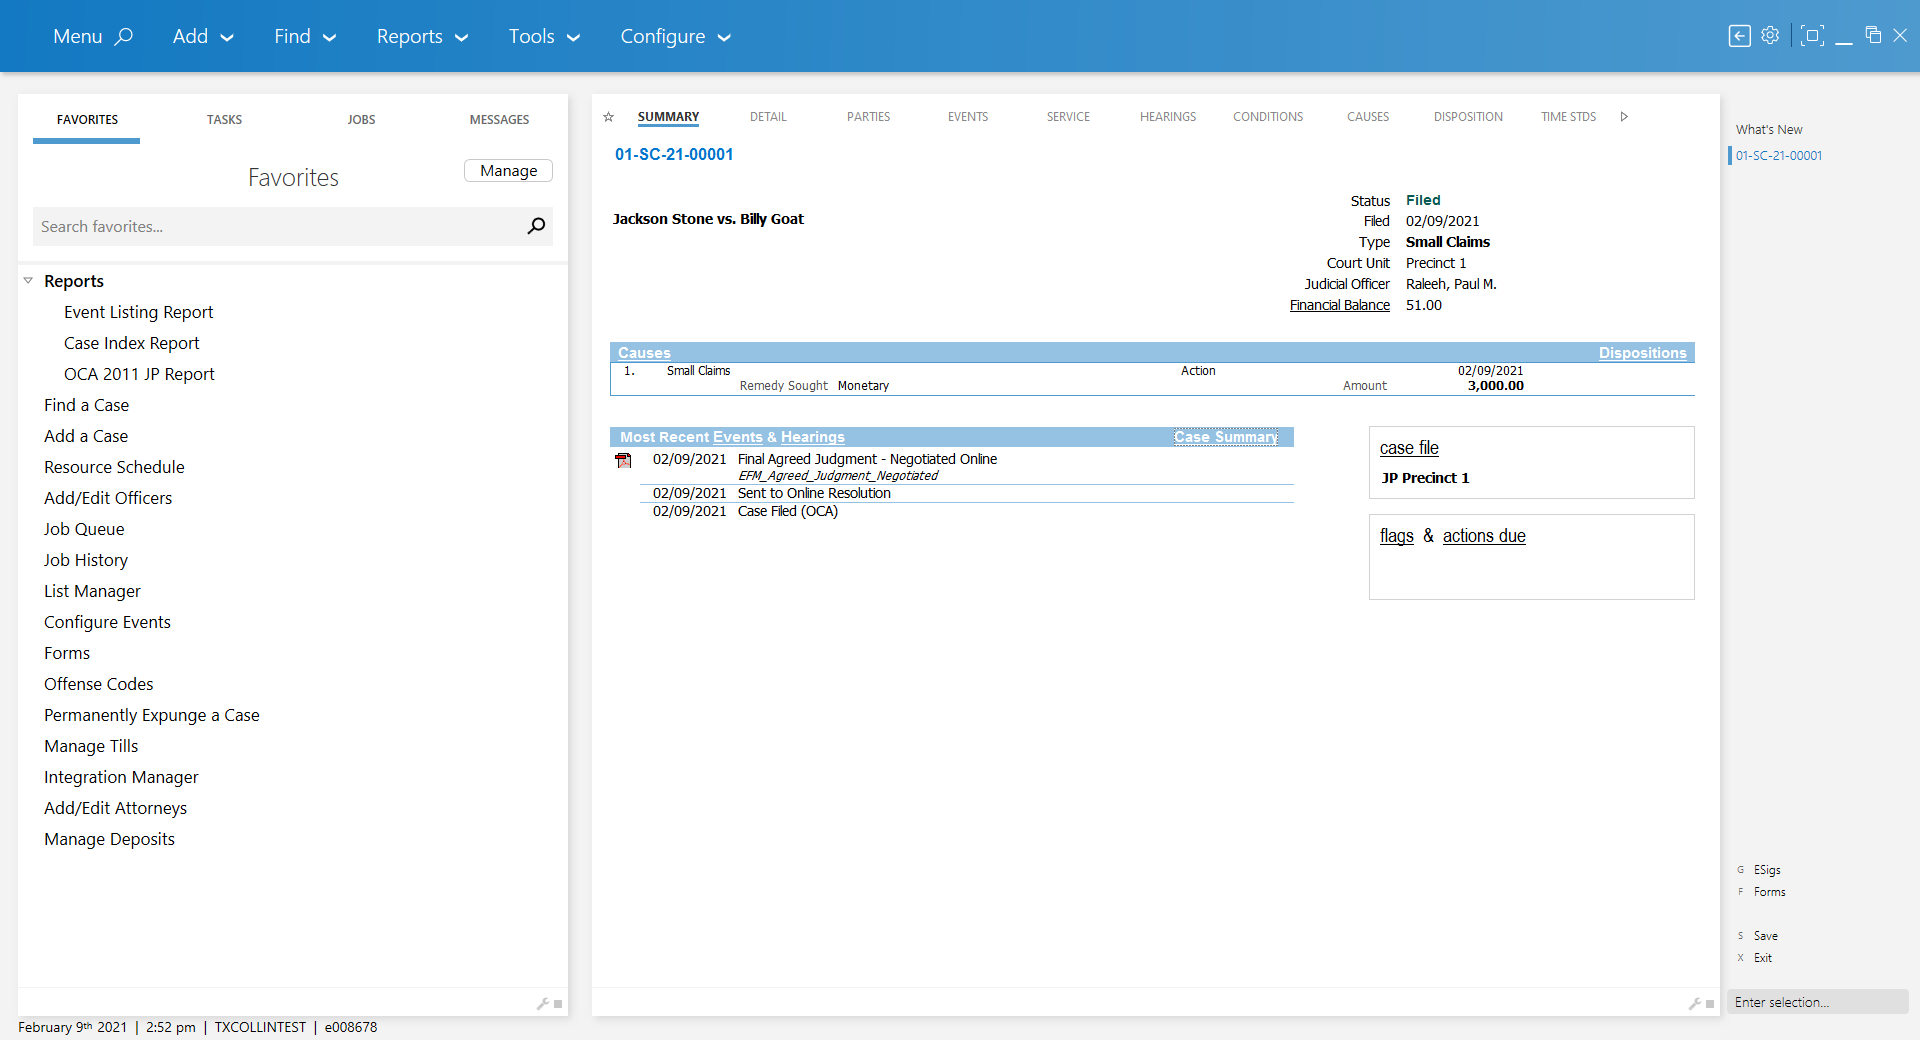 Menu Add Find Reports Tools Configure
FAVORITES TASKS JOBS MESSAGES
Favorites
Manage
Search favorites...
Reports
Event Listing Report
Case Index Report
OCA 2011 JP Report
Find a Case
Add a Case
Resource Schedule
Add/Edit Officers
Job Queue
Job History
List Manager
Configure Events
Forms
Offense Codes
Permanently Expunge a Case
Manage Tills
Integration Manager
Add/Edit Attorneys
Manage Deposits
SUMMARY DETAIL PARTIES EVENTS SERVICE HEARINGS CONDITIONS CAUSES DISPOSITION TIME STDS
01-SC-21-00001
Jackson Stone vs. Billy Goat
Status Filed
Filed 02/09/2021
Type Small Claims
Court Unit Precinct 1
Judicial Officer Raleeh, Paul M.
Financial Balance 51.00
Causes Dispositions
1. Small Claims Action 02/09/2021
Remedy Sought Monetary Amount 3,000.00
Most Recent Events & Hearings Case Summary
02/09/2021 Final Agreed Judgment - Negotiated Online
EFM_Agreed_Judgment_Negotiated
02/09/2021 Sent to Online Resolution
02/09/2021 Case Filed (OCA)
case file
JP Precinct 1
flags & actions due
What's New
01-SC-21-00001
G ESigs
F Forms
S Save
X Exit
Enter selection...
February 9th 2021 | 2:52 pm | TXCOLLINTEST | e008678